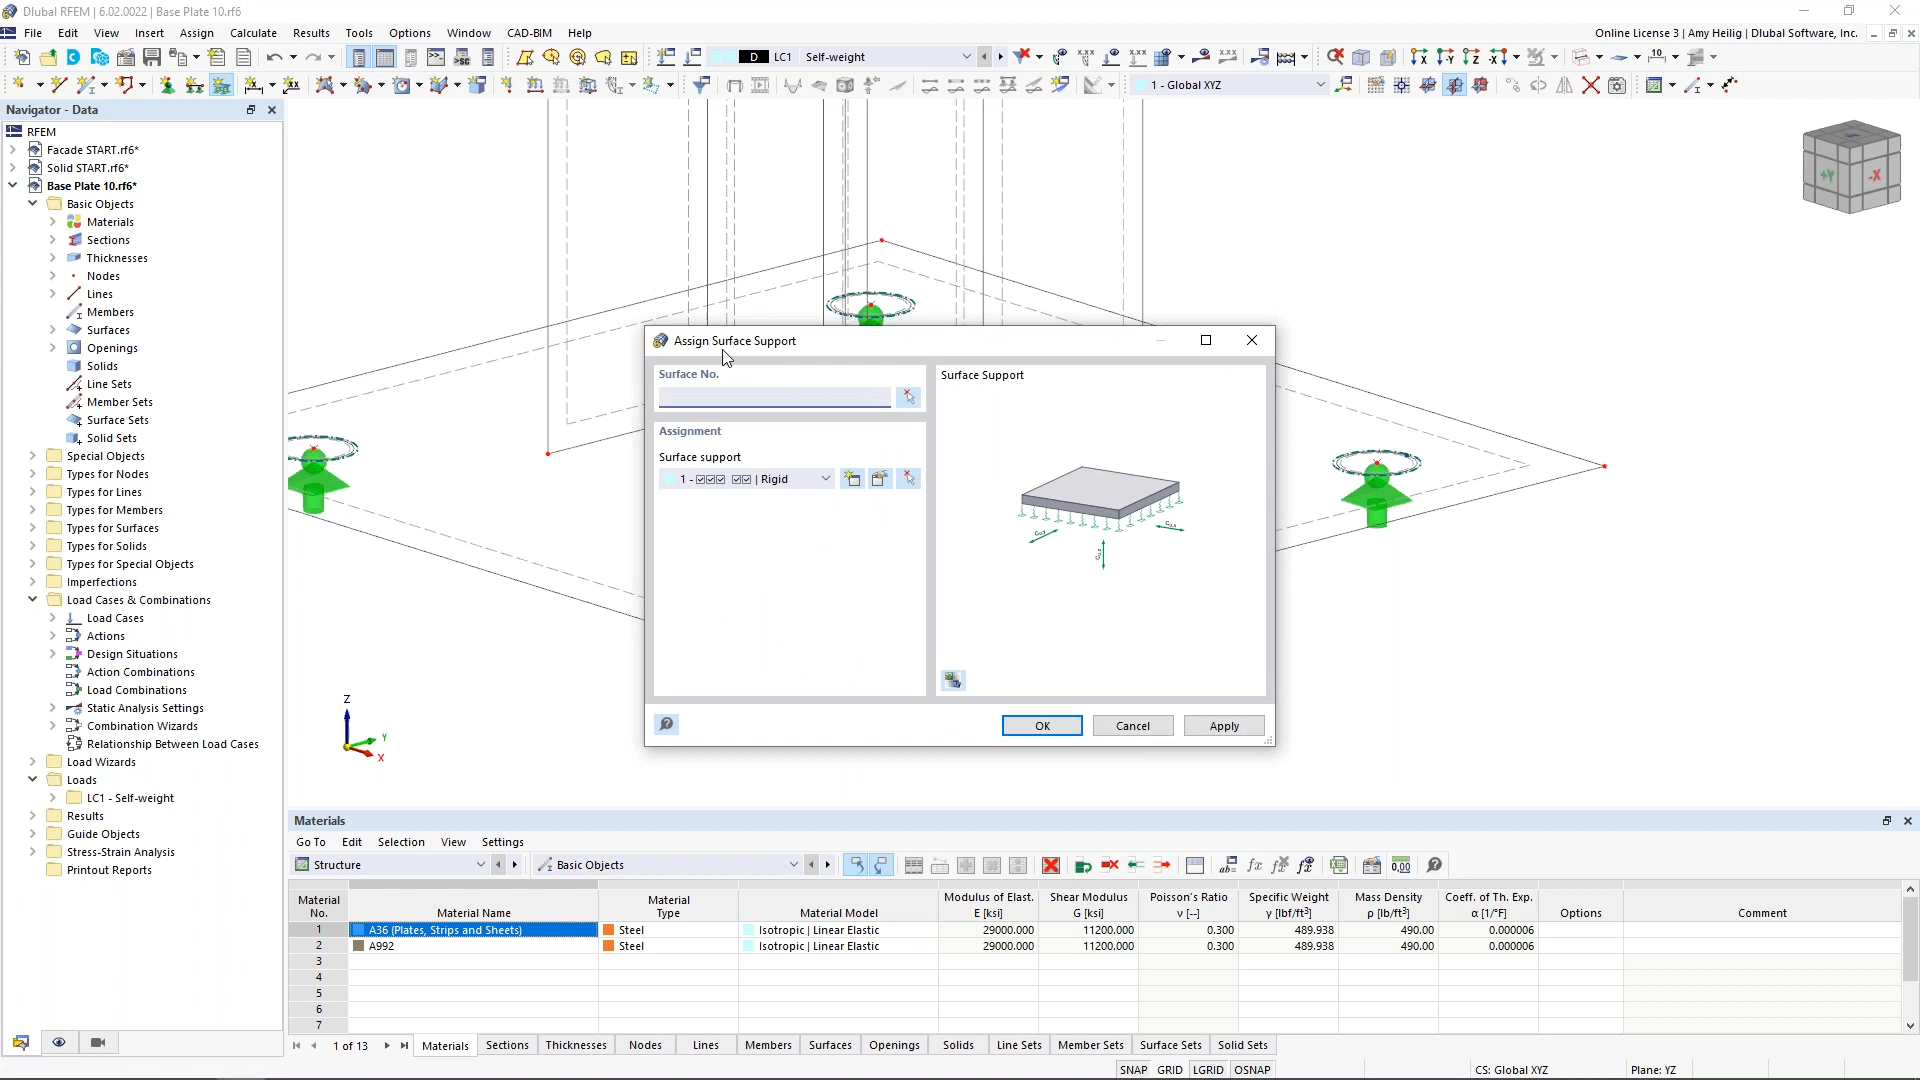 Dlubal RFEM | 6.02.0022 | Base Plate 10.rf6*
File Edit View Insert Assign Calculate Results Tools Options Window CAD-BIM Help
Online License 3 | Amy Heilig | Dlubal Software, Inc.
D LC1 Self-weight
1 - Global XYZ
Navigator - Data
RFEM
Facade START.rf6*
Solid START.rf6*
Base Plate 10.rf6*
Basic Objects
Materials
Sections
Thicknesses
Nodes
Lines
Members
Surfaces
Openings
Solids
Line Sets
Member Sets
Surface Sets
Solid Sets
Special Objects
Types for Nodes
Types for Lines
Types for Members
Types for Surfaces
Types for Solids
Types for Special Objects
Imperfections
Load Cases & Combinations
Load Cases
Actions
Design Situations
Action Combinations
Load Combinations
Static Analysis Settings
Combination Wizards
Relationship Between Load Cases
Load Wizards
Loads
LC1 - Self-weight
Results
Guide Objects
Stress-Strain Analysis
Printout Reports
+Y -X
Assign Surface Support
Surface No.
Assignment
Surface support
1 - ☑☑☑ ☑☑ | Rigid
Surface Support
OK Cancel Apply
Z
Y
X
Materials
Go To Edit Selection View Settings
Structure Basic Objects
Material No. Material Name Material Type Material Model Modulus of Elast. E [ksi] Shear Modulus G [ksi] Poisson's Ratio ν [--] Specific Weight γ [lbf/ft³] Mass Density ρ [lb/ft³] Coeff. of Th. Exp. α [1/°F] Options Comment
1 A36 (Plates, Strips and Sheets) Steel Isotropic | Linear Elastic 29000.000 11200.000 0.300 489.938 490.00 0.000006
2 A992 Steel Isotropic | Linear Elastic 29000.000 11200.000 0.300 489.938 490.00 0.000006
3
4
5
6
7
1 of 13 Materials Sections Thicknesses Nodes Lines Members Surfaces Openings Solids Line Sets Member Sets Surface Sets Solid Sets
SNAP GRID LGRID OSNAP CS: Global XYZ Plane: YZ